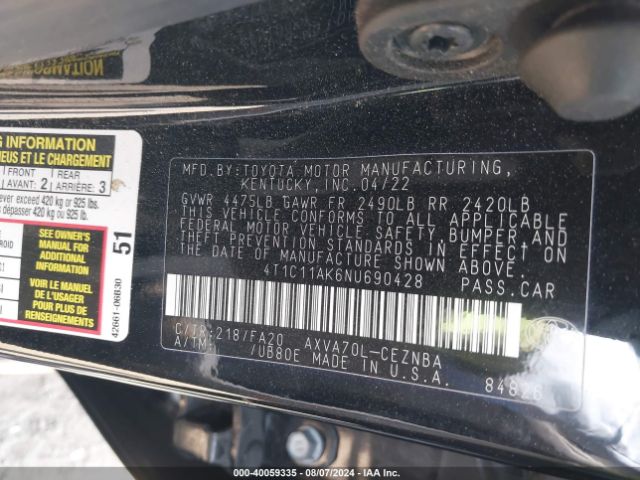 NOITAMRO
G INFORMATION
NEUS ET LE CHARGEMENT
FRONT
REAR
AVANT: 2
ARRIÈRE: 3
exceed 420 kg or 925 lbs.
dépasser 420 kg ou 925 lb.
SEE OWNER'S
MANUAL FOR
ADDITIONAL
INFORMATION
VOIR LE MANUEL
DE L'USAGER
POUR PLUS DE
RENSEIGNEMENTS
51
42661-06B30
MFD. BY: TOYOTA MOTOR MANUFACTURING,
KENTUCKY, INC. 04/22
GVWR 4475LB GAWR FR 2490LB RR 2420LB
THIS VEHICLE CONFORMS TO ALL APPLICABLE
FEDERAL MOTOR VEHICLE SAFETY, BUMPER AND
THEFT PREVENTION STANDARDS IN EFFECT ON
THE DATE OF MANUFACTURE SHOWN ABOVE.
4T1C11AK6NU690428 PASS.CAR
C/TR:218/FA20 AXVA70L-CEZNBA
A/TM: /UB80E MADE IN U.S.A.
84826
000-40059335 - 08/07/2024 - IAA Inc.